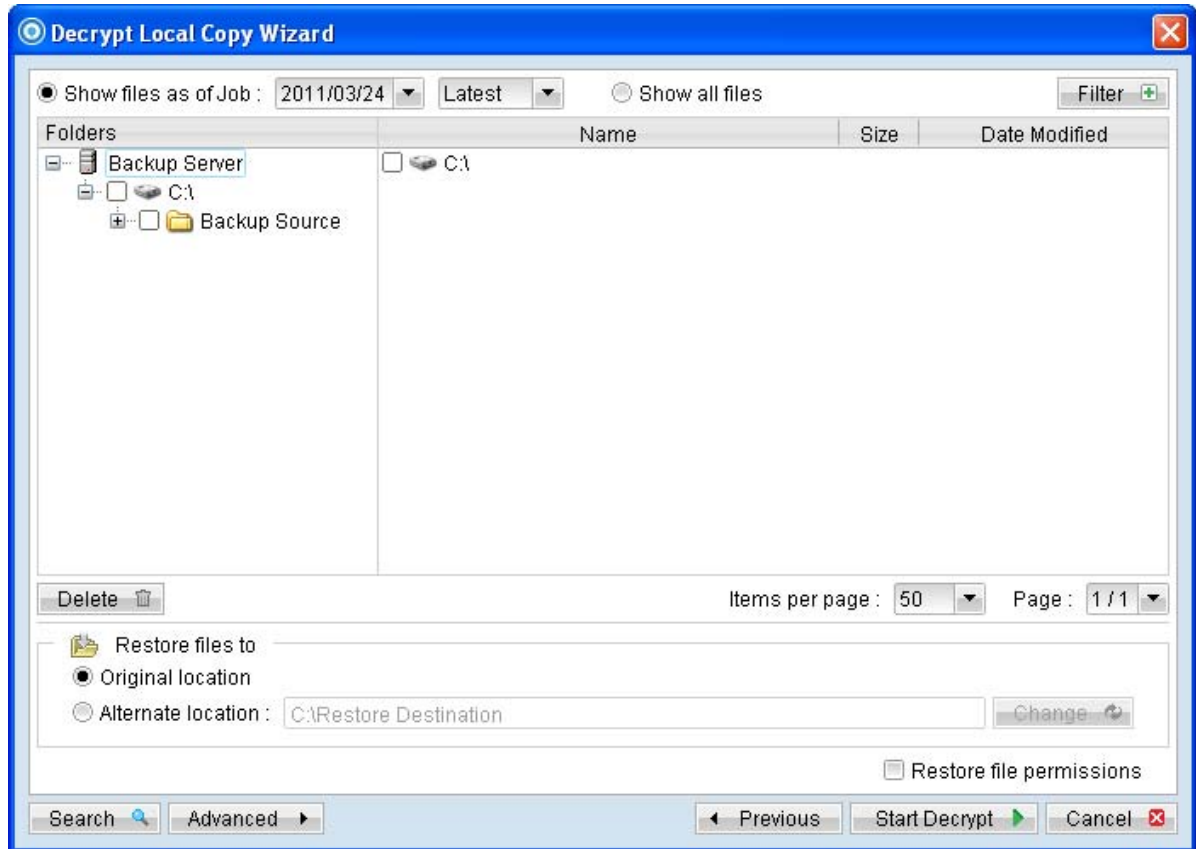 Decrypt Local Copy Wizard
Show files as of Job : 2011/03/24 Latest Show all files Filter
Folders Name Size Date Modified
Backup Server C:\
C:\
Backup Source
Delete Items per page : 50 Page : 1 / 1
Restore files to
Original location
Alternate location : C:\Restore Destination Change
Restore file permissions
Search Advanced Previous Start Decrypt Cancel